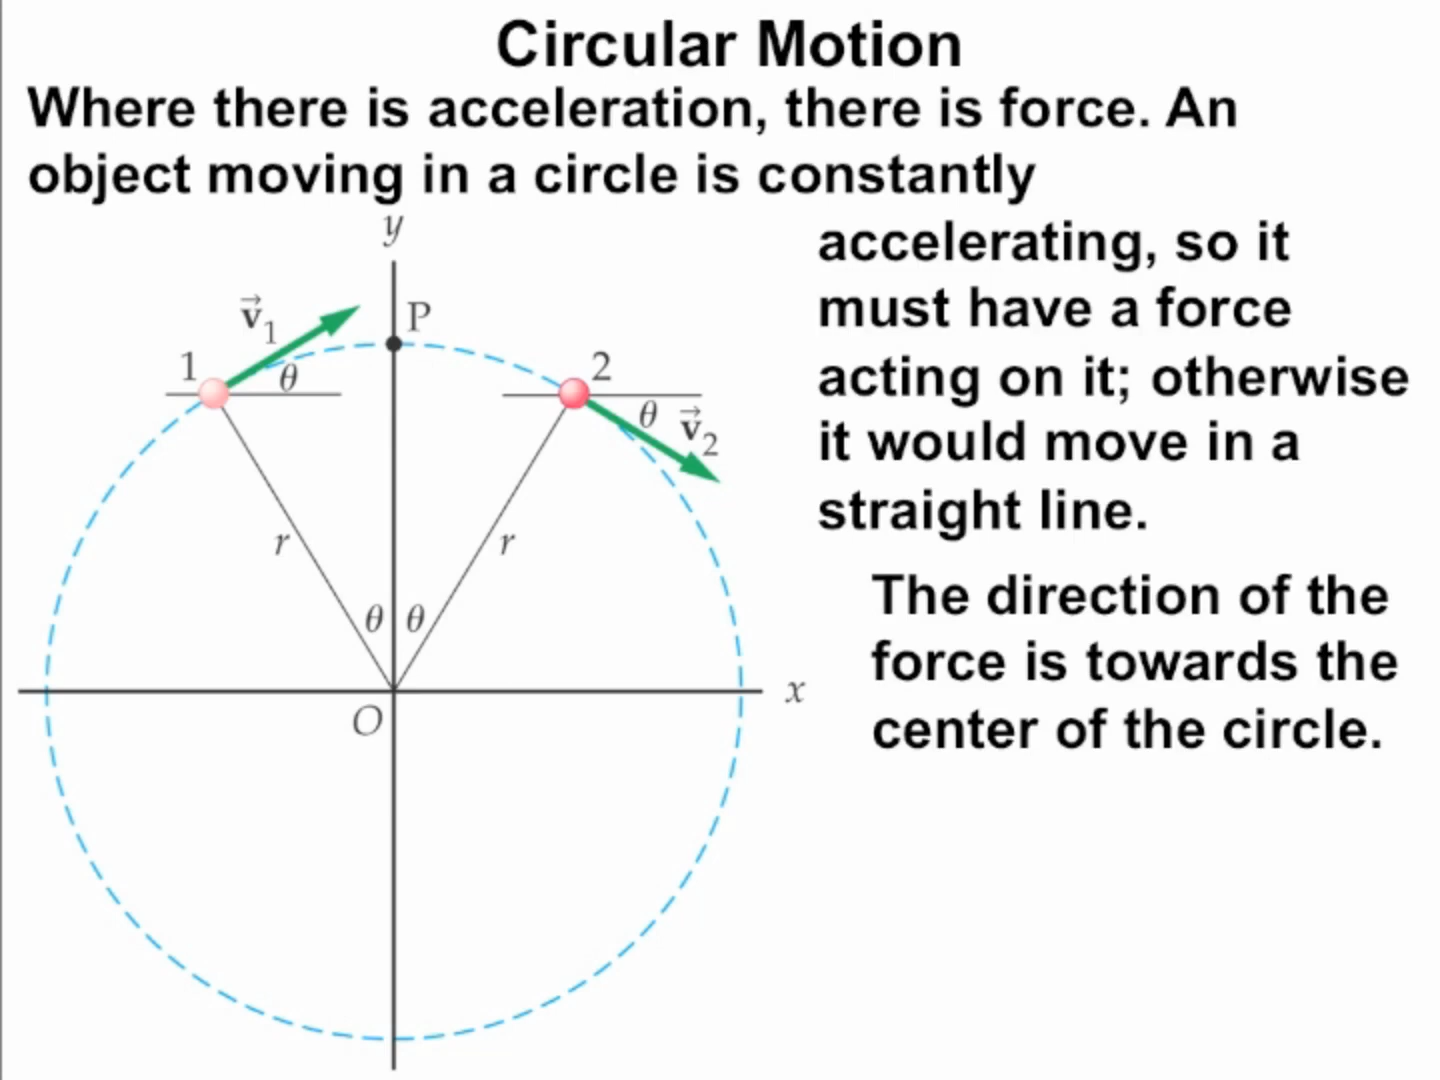 Circular Motion
Where there is acceleration, there is force. An
object moving in a circle is constantly
accelerating, so it
must have a force
acting on it; otherwise
it would move in a
straight line.
The direction of the
force is towards the
center of the circle.
y
v⃗₁
P
1
θ
2
θ
v⃗₂
r
r
θ
θ
x
O